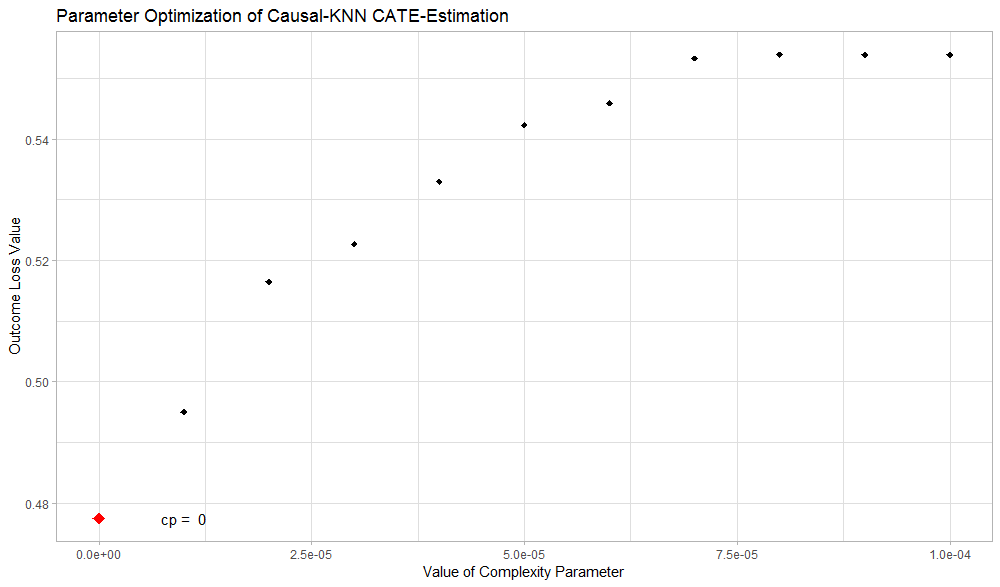 Parameter Optimization of Causal-KNN CATE-Estimation
Outcome Loss Value
0.54
0.52
0.50
0.48
cp = 0
0.0e+00 2.5e-05 5.0e-05 7.5e-05 1.0e-04
Value of Complexity Parameter